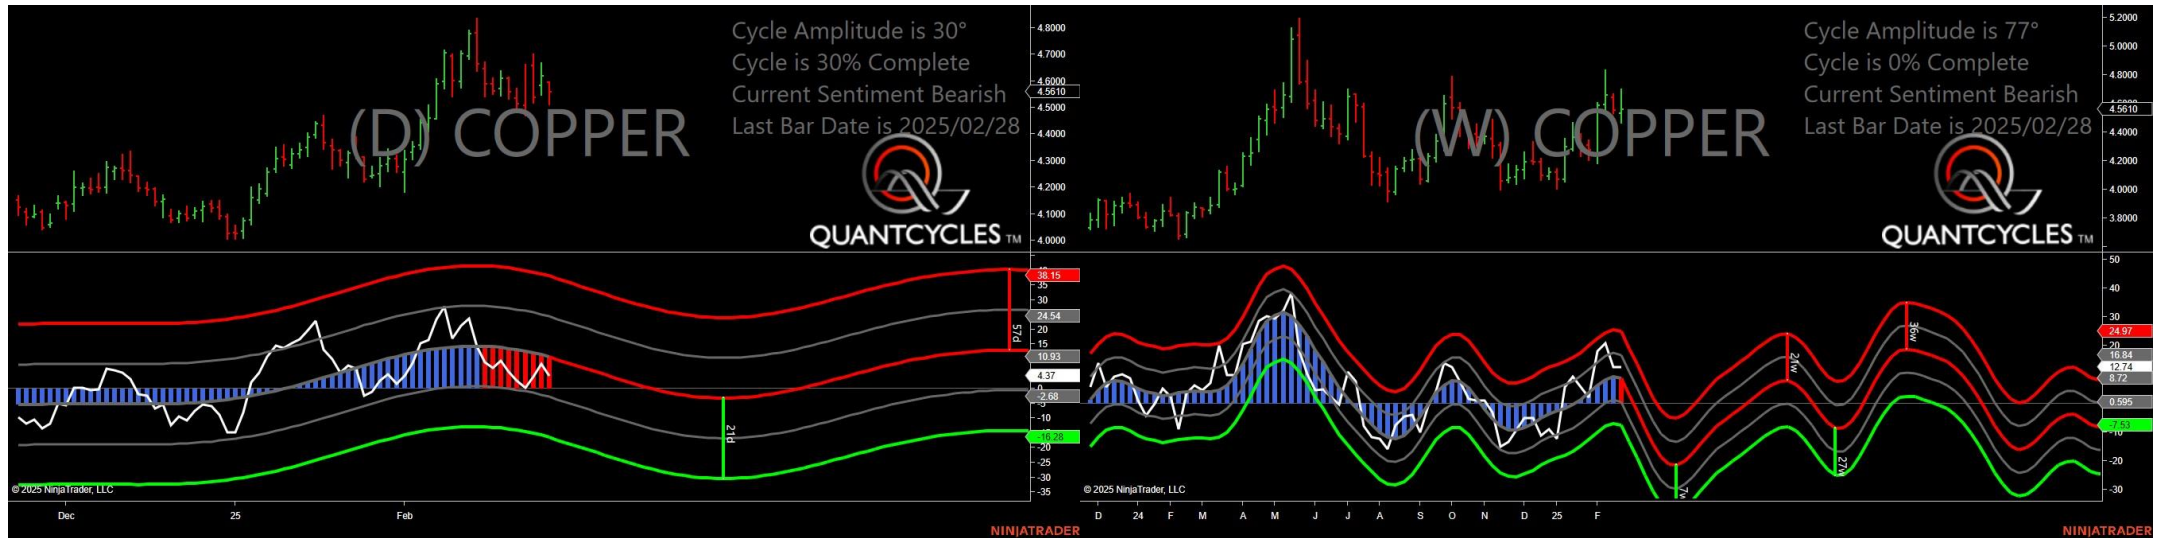 Cycle Amplitude is 30°
Cycle is 30% Complete
Current Sentiment Bearish
Last Bar Date is 2025/02/28
(D) COPPER
QUANTCYCLES TM
4.8000
4.7000
4.6000
4.5610
4.5000
4.4000
4.3000
4.2000
4.1000
4.0000
38.15
35
30
24.54
20
15
10.93
4.37
0
-2.68
-10
-16.28
-20
-25
-30
-35
57d
21d
© 2025 NinjaTrader, LLC
Dec
25
Feb
NINJATRADER
Cycle Amplitude is 77°
Cycle is 0% Complete
Current Sentiment Bearish
Last Bar Date is 2025/02/28
(W) COPPER
QUANTCYCLES TM
5.2000
5.0000
4.8000
4.5610
4.4000
4.2000
4.0000
3.8000
50
40
30
24.97
20
16.84
12.74
8.72
0.595
-7.53
-10
-20
-30
7w
21w
27w
36w
© 2025 NinjaTrader, LLC
D 24 F M A M J J A S O N D 25 F
NINJATRADER